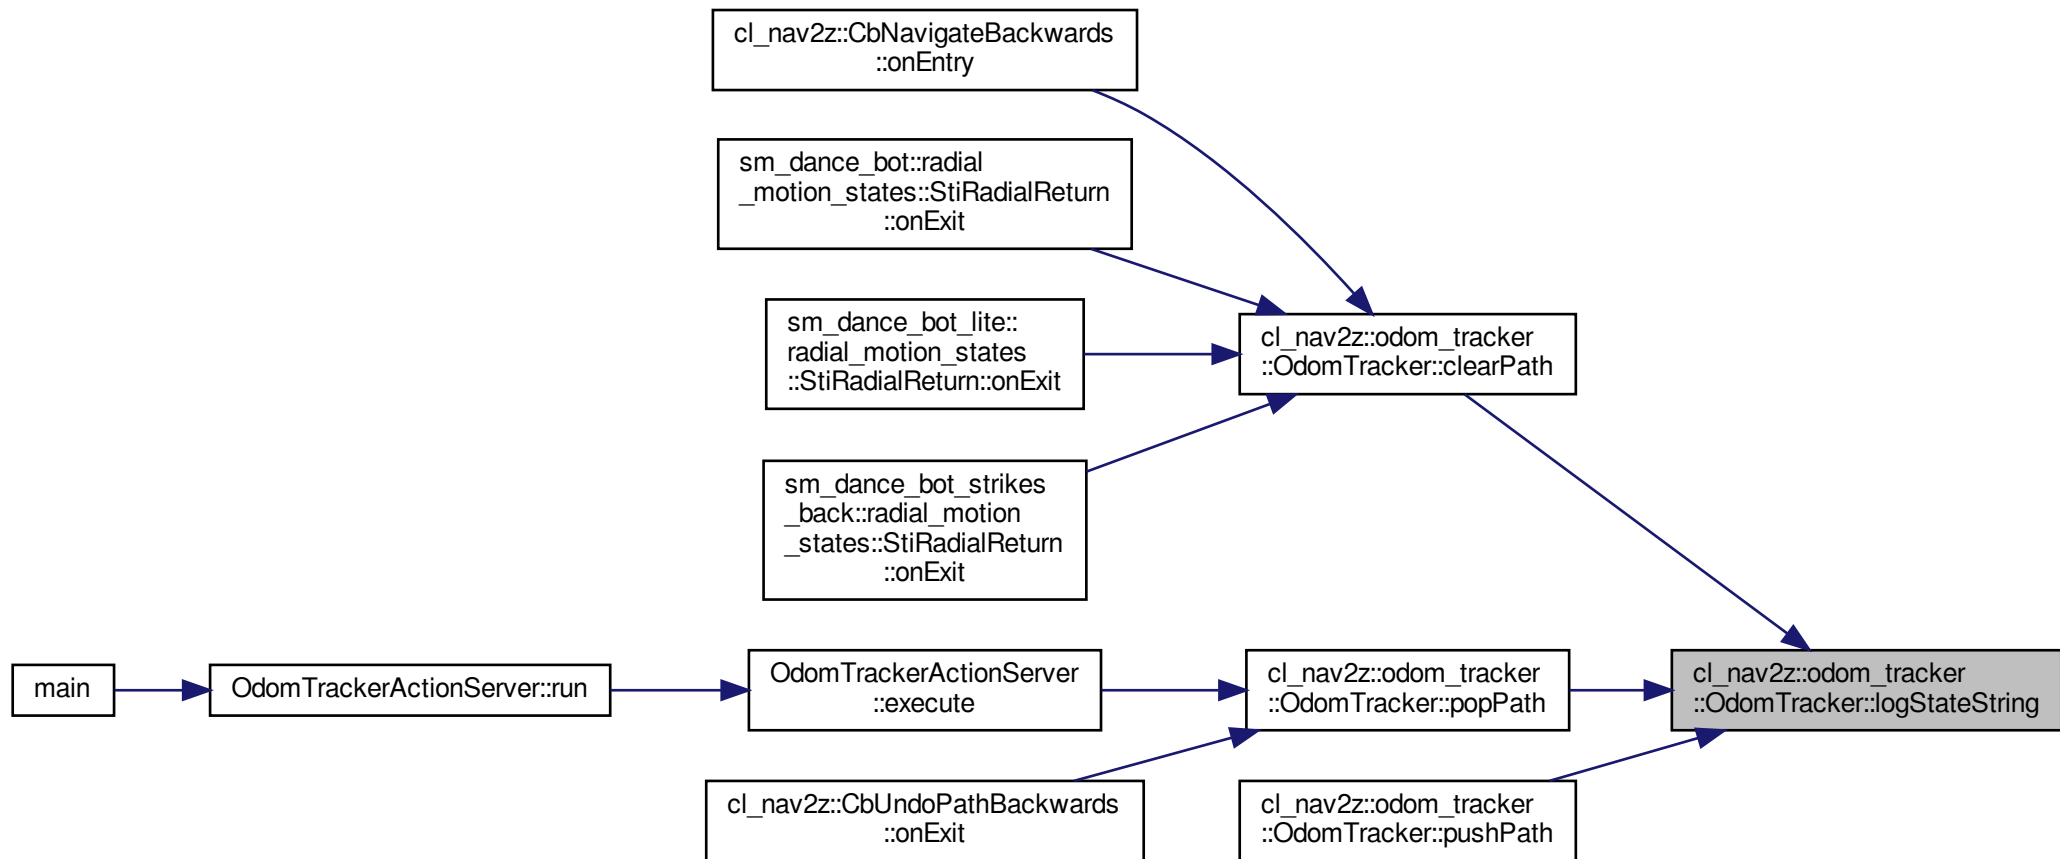 cl_nav2z::CbNavigateBackwards
::onEntry
sm_dance_bot::radial
_motion_states::StiRadialReturn
::onExit
sm_dance_bot_lite::
radial_motion_states
::StiRadialReturn::onExit
cl_nav2z::odom_tracker
::OdomTracker::clearPath
sm_dance_bot_strikes
_back::radial_motion
_states::StiRadialReturn
::onExit
main
OdomTrackerActionServer::run
OdomTrackerActionServer
::execute
cl_nav2z::odom_tracker
::OdomTracker::popPath
cl_nav2z::odom_tracker
::OdomTracker::logStateString
cl_nav2z::CbUndoPathBackwards
::onExit
cl_nav2z::odom_tracker
::OdomTracker::pushPath